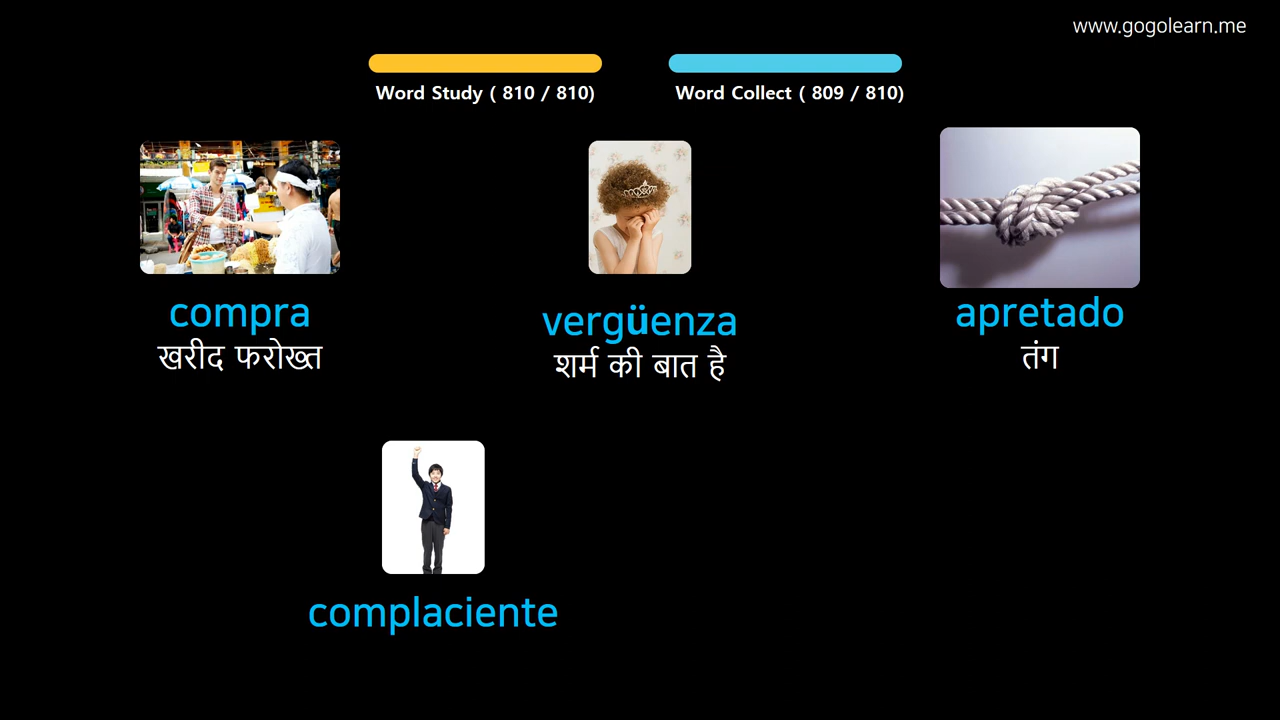 www.gogolearn.me
Word Study ( 810 / 810)
Word Collect ( 809 / 810)
compra
खरीद फरोख्त
vergüenza
शर्म की बात है
apretado
तंग
complaciente